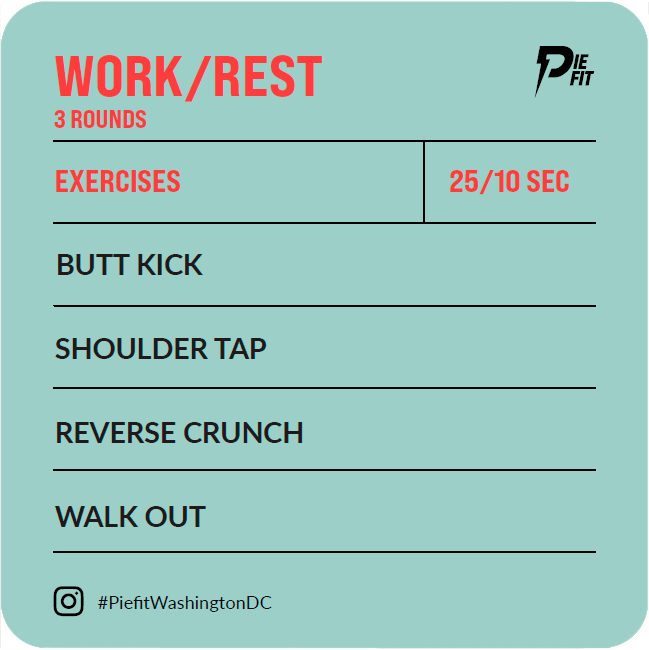 WORK/REST
PIE
FIT
3 ROUNDS
EXERCISES
25/10 SEC
BUTT KICK
SHOULDER TAP
REVERSE CRUNCH
WALK OUT
#PiefitWashingtonDC